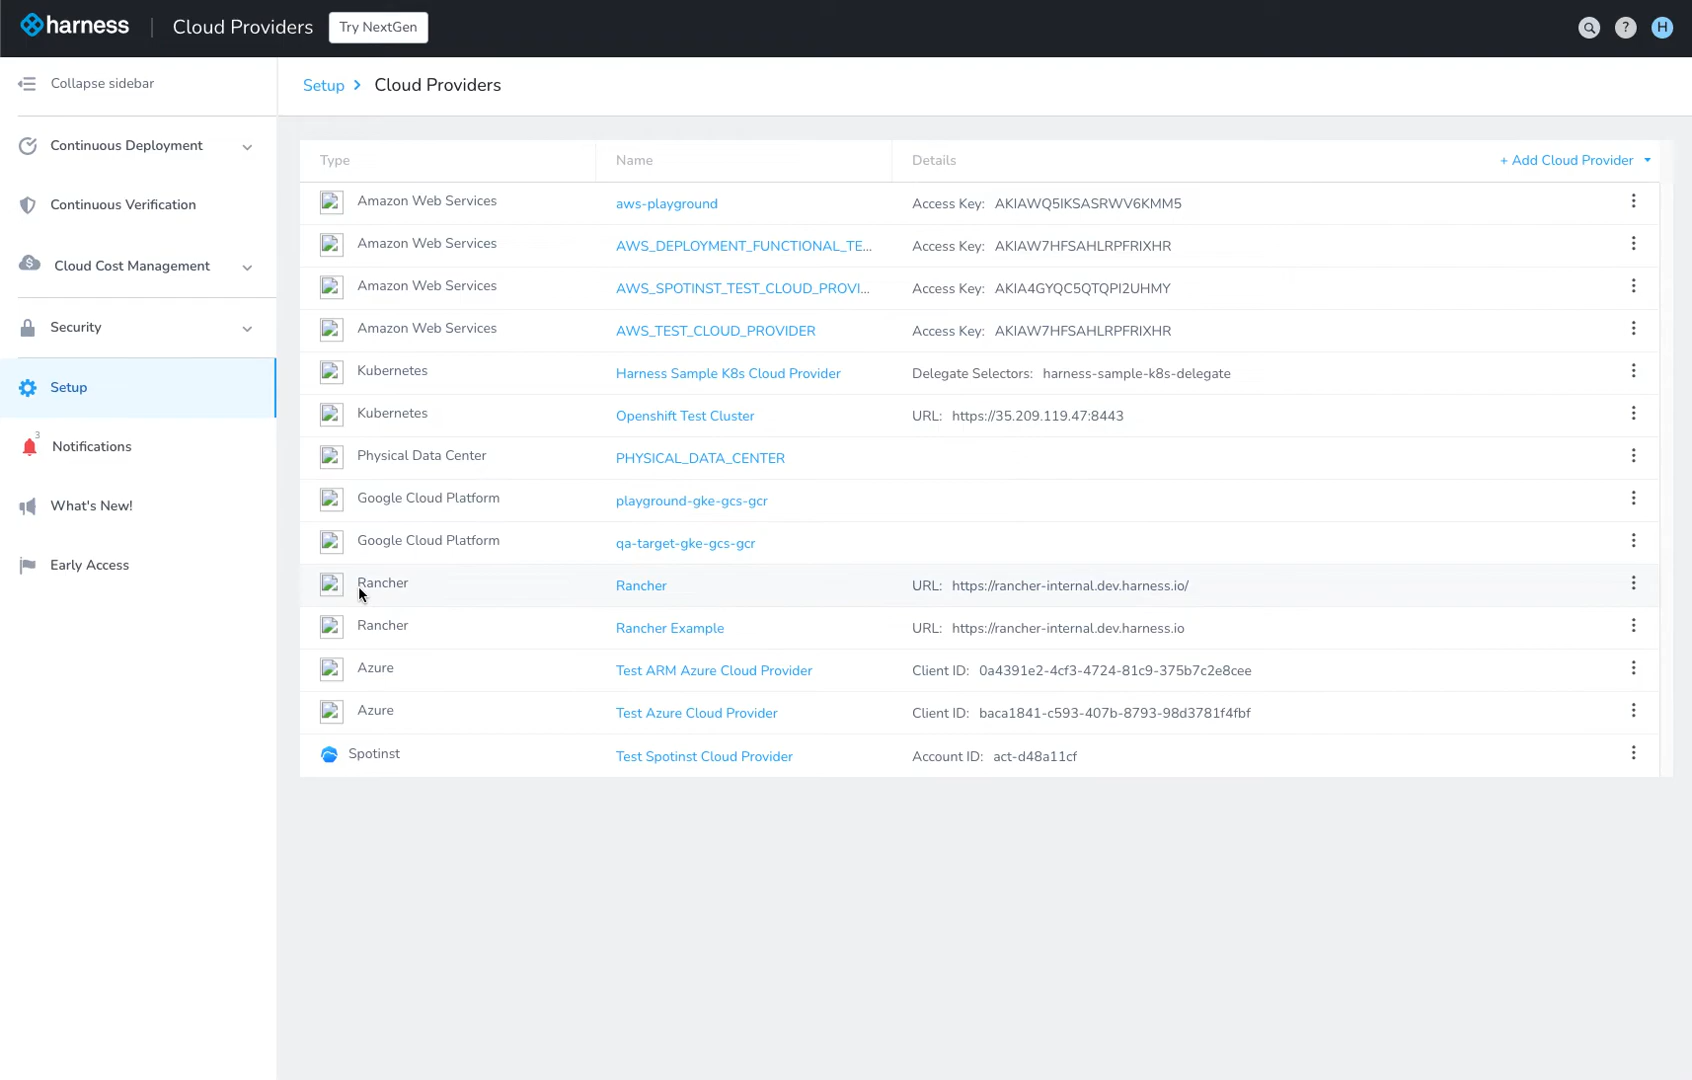 harness Cloud Providers Try NextGen ? H
Collapse sidebar
Continuous Deployment
Continuous Verification
$ Cloud Cost Management
Security
Setup
3 Notifications
What's New!
Early Access
Setup > Cloud Providers
Type Name Details + Add Cloud Provider
Amazon Web Services aws-playground Access Key: AKIAWQ5IKSASRWV6KMM5
Amazon Web Services AWS_DEPLOYMENT_FUNCTIONAL_TE... Access Key: AKIAW7HFSAHLRPFRIXHR
Amazon Web Services AWS_SPOTINST_TEST_CLOUD_PROVI... Access Key: AKIA4GYQC5QTQPI2UHMY
Amazon Web Services AWS_TEST_CLOUD_PROVIDER Access Key: AKIAW7HFSAHLRPFRIXHR
Kubernetes Harness Sample K8s Cloud Provider Delegate Selectors: harness-sample-k8s-delegate
Kubernetes Openshift Test Cluster URL: https://35.209.119.47:8443
Physical Data Center PHYSICAL_DATA_CENTER
Google Cloud Platform playground-gke-gcs-gcr
Google Cloud Platform qa-target-gke-gcs-gcr
Rancher Rancher URL: https://rancher-internal.dev.harness.io/
Rancher Rancher Example URL: https://rancher-internal.dev.harness.io
Azure Test ARM Azure Cloud Provider Client ID: 0a4391e2-4cf3-4724-81c9-375b7c2e8cee
Azure Test Azure Cloud Provider Client ID: baca1841-c593-407b-8793-98d3781f4fbf
Spotinst Test Spotinst Cloud Provider Account ID: act-d48a11cf